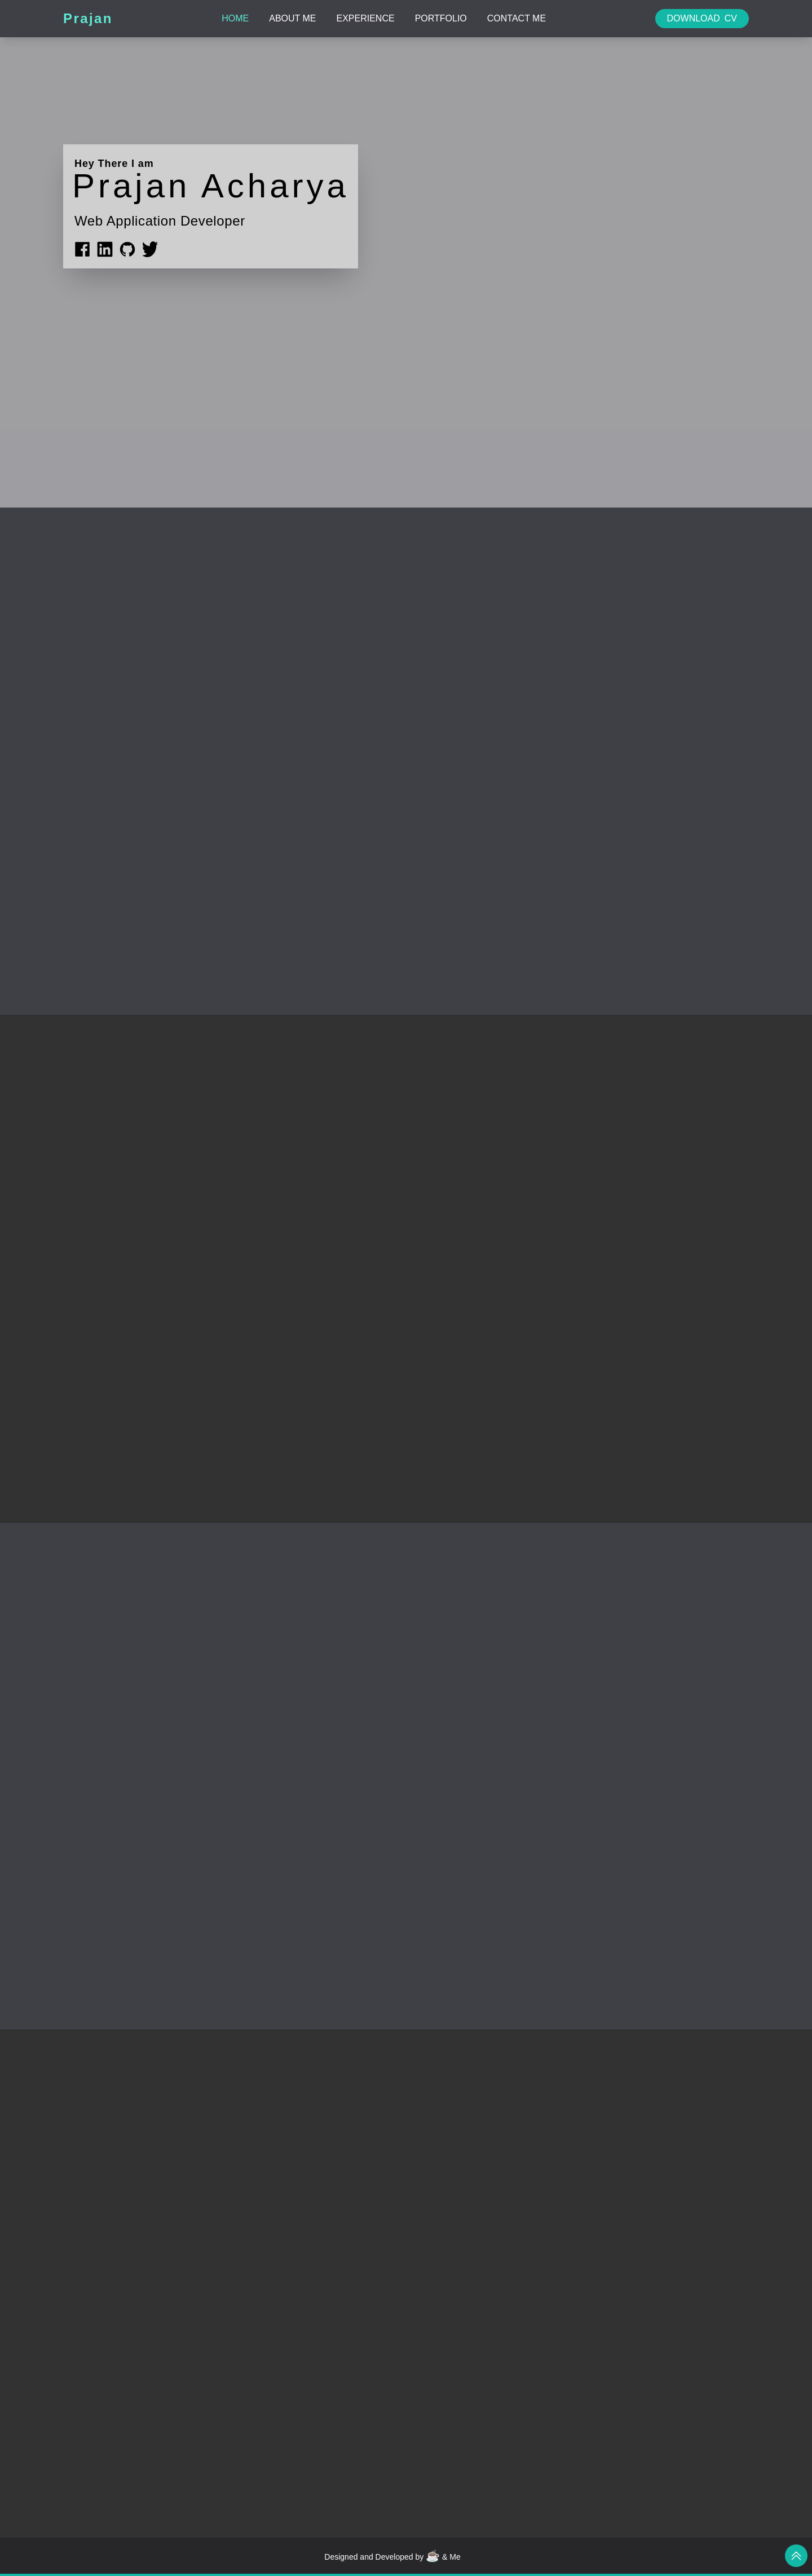 Prajan HOME ABOUT ME EXPERIENCE PORTFOLIO CONTACT ME DOWNLOAD CV
Hey There I am
Prajan Acharya
Web Application Developer
Designed and Developed by ☕ & Me